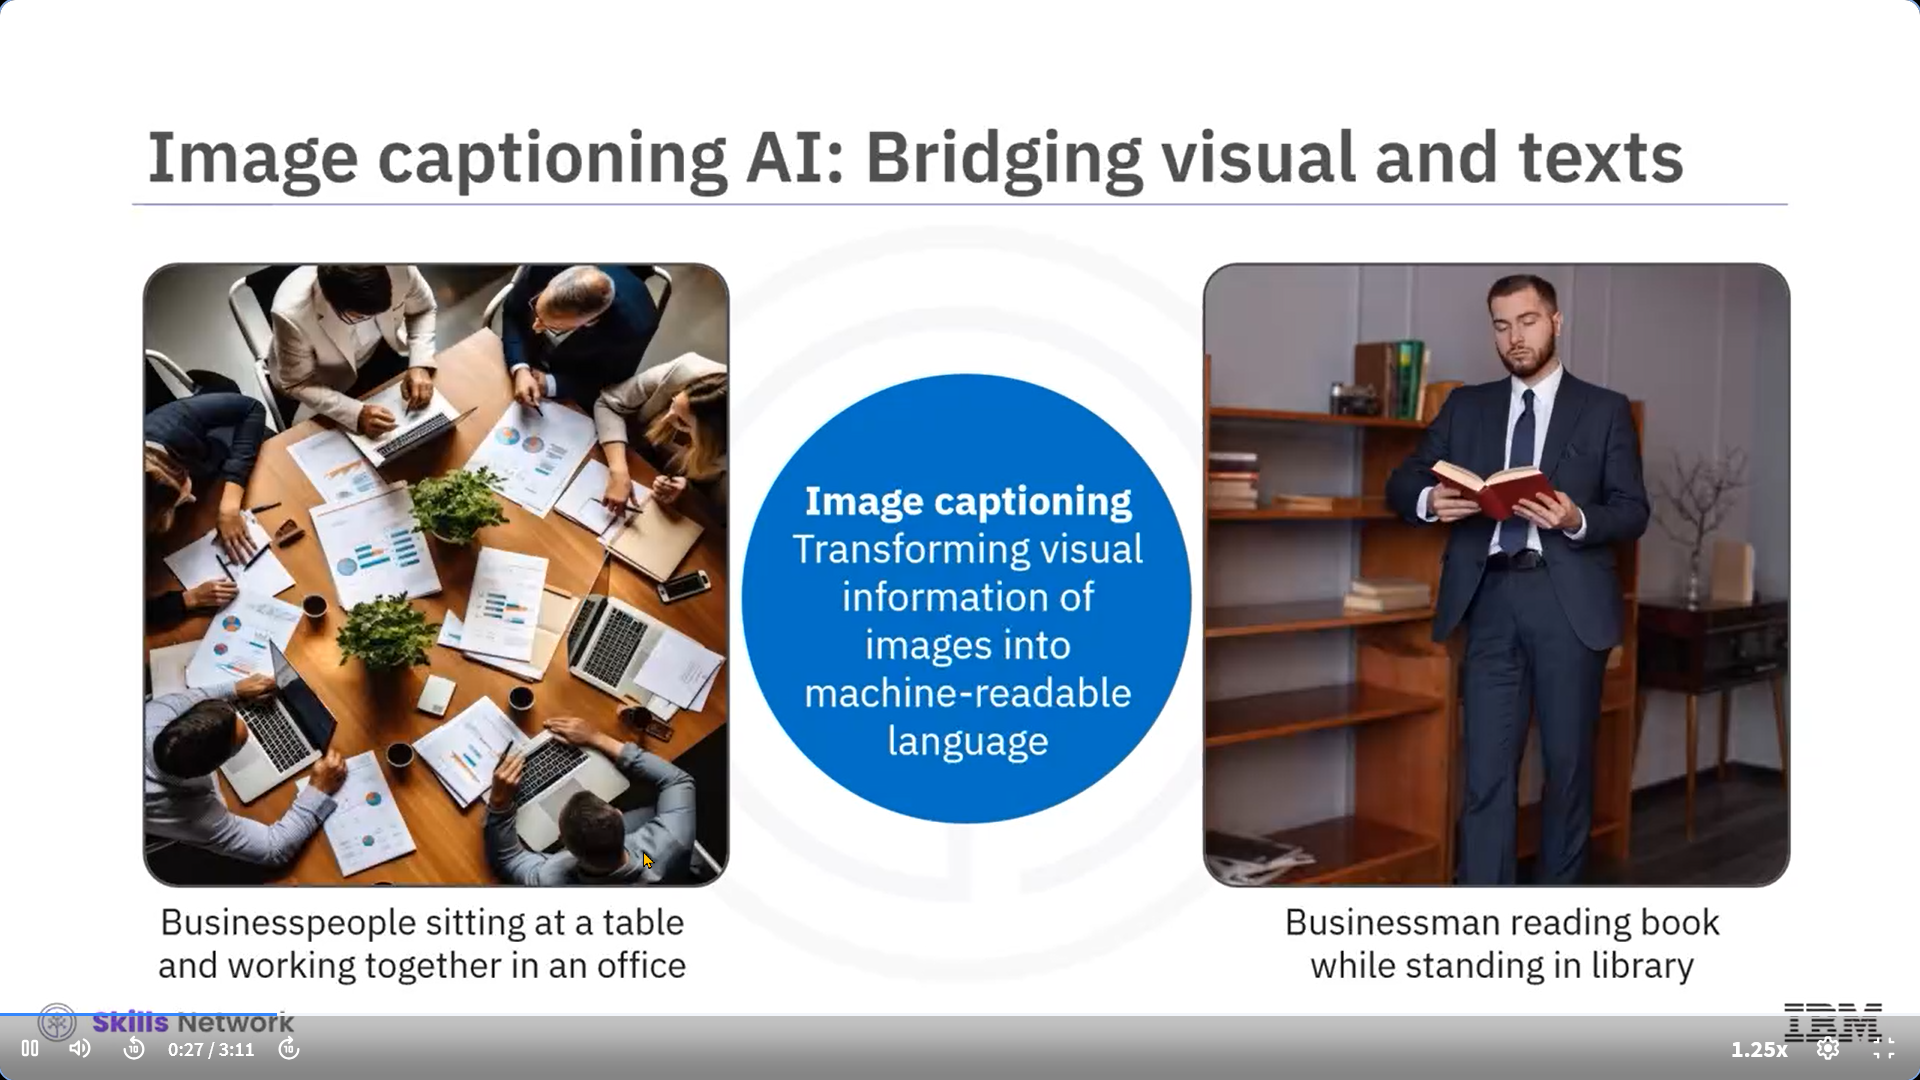 Image captioning AI: Bridging visual and texts
Image captioning
Transforming visual
information of
images into
machine-readable
language
Businesspeople sitting at a table
and working together in an office
Businessman reading book
while standing in library
Skills Network
IBM
10
0:27 / 3:11
10
1.25x